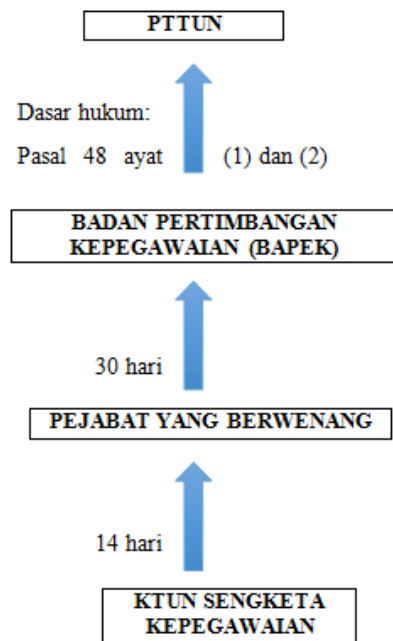 PTTUN
Dasar hukum:
Pasal 48 ayat (1) dan (2)
BADAN PERTIMBANGAN
KEPEGAWAIAN (BAPEK)
30 hari
PEJABAT YANG BERWENANG
14 hari
KTUN SENGKETA
KEPEGAWAIAN